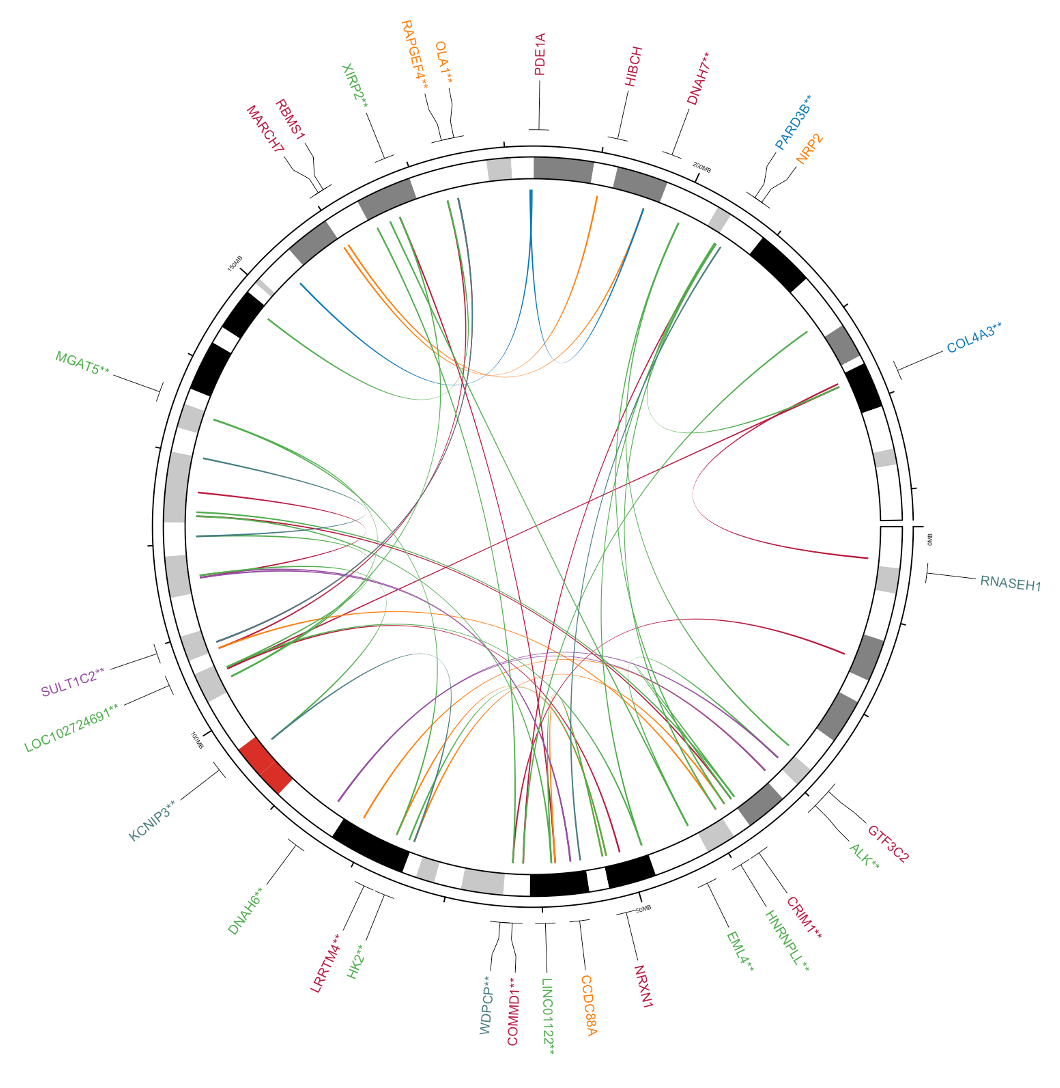 RAPGEF4**
OLA1**
PDE1A
HIBCH
DNAH7**
XIRP2**
RBMS1
MARCH7
PARD3B**
NRP2
200MB
150MB
COL4A3**
MGAT5**
0MB
RNASEH1
SULT1C2**
LOC102724691**
100MB
KCNIP3**
GTF3C2
ALK**
DNAH6**
LRRTM4**
HK2**
WDPCP**
COMMD1**
LINC01122**
CCDC88A
NRXN1
50MB
EML4**
HNRNPLL**
CRIM1**